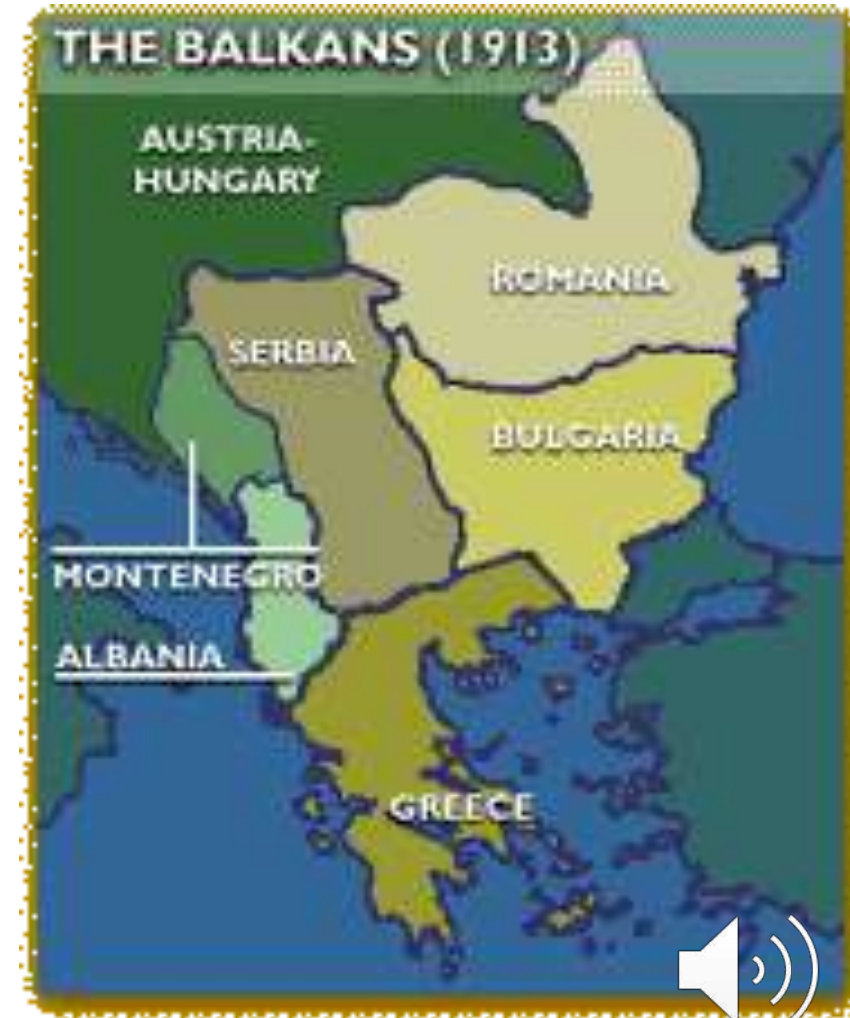 THE BALKANS (1913)
AUSTRIA-
HUNGARY
ROMANIA
SERBIA
BULGARIA
MONTENEGRO
ALBANIA
GREECE